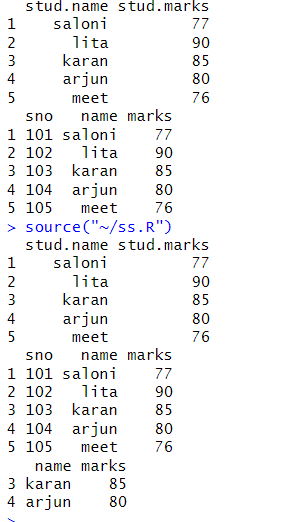 stud.name stud.marks
1 saloni 77
2 lita 90
3 karan 85
4 arjun 80
5 meet 76
sno name marks
1 101 saloni 77
2 102 lita 90
3 103 karan 85
4 104 arjun 80
5 105 meet 76
> source("~/ss.R")
stud.name stud.marks
1 saloni 77
2 lita 90
3 karan 85
4 arjun 80
5 meet 76
sno name marks
1 101 saloni 77
2 102 lita 90
3 103 karan 85
4 104 arjun 80
5 105 meet 76
name marks
3 karan 85
4 arjun 80
>